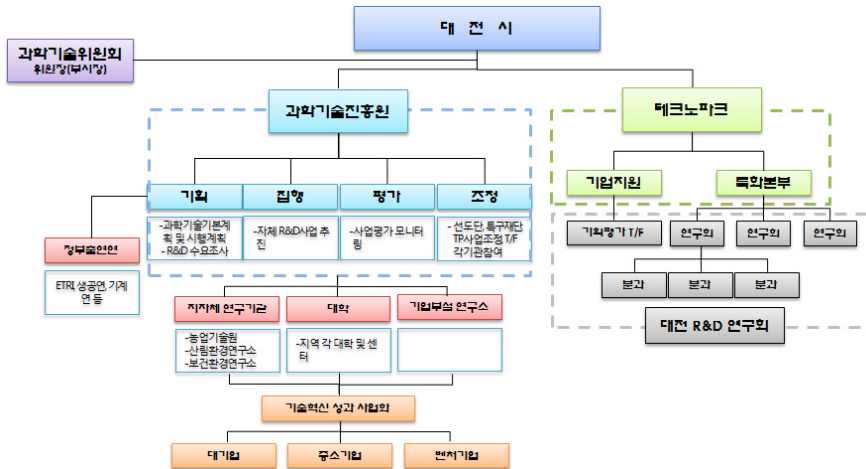 대 전 시
과학기술위원회
위원장(부시장)
과학기술진흥원
테크노파크
기획
집행
평가
조정
-과학기술기본계
획 및 시행계획
- R&D 수요조사
-자체 R&D사업 추
진
-사업평가 모니터
링
- 선도단, 특구재단
TP사업조정 T/F
각기관참여
기업지원
특화본부
기획평가 T/F
연구회
연구회
연구회
분과
분과
분과
대전 R&D 연구회
정부출연연
ETRI, 생공연, 기계
연 등
지자체 연구기관
대학
기업부설 연구소
-농업기술원
-산림환경연구소
-보건환경연구소
-지역 각 대학 및 센
터
기술혁신 성과 사업화
대기업
중소기업
벤처기업